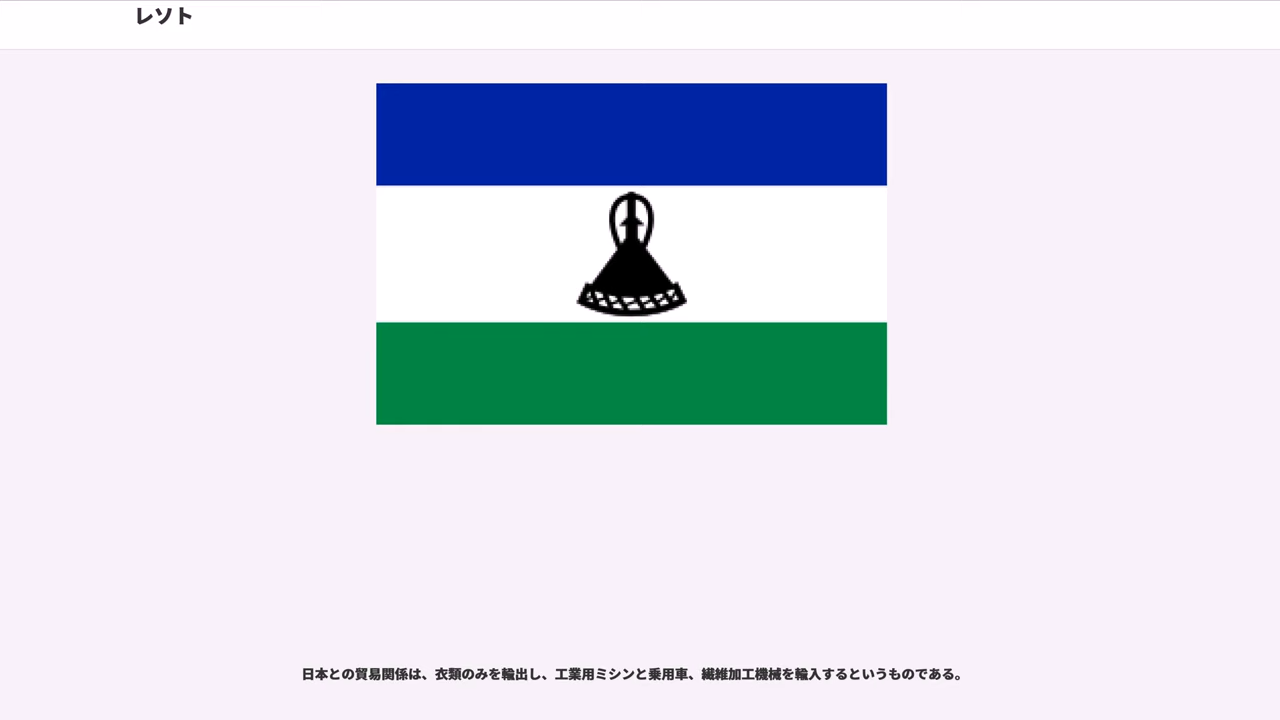 レソト
日本との貿易関係は、衣類のみを輸出し、工業用ミシンと乗用車、繊維加工機械を輸入するというものである。